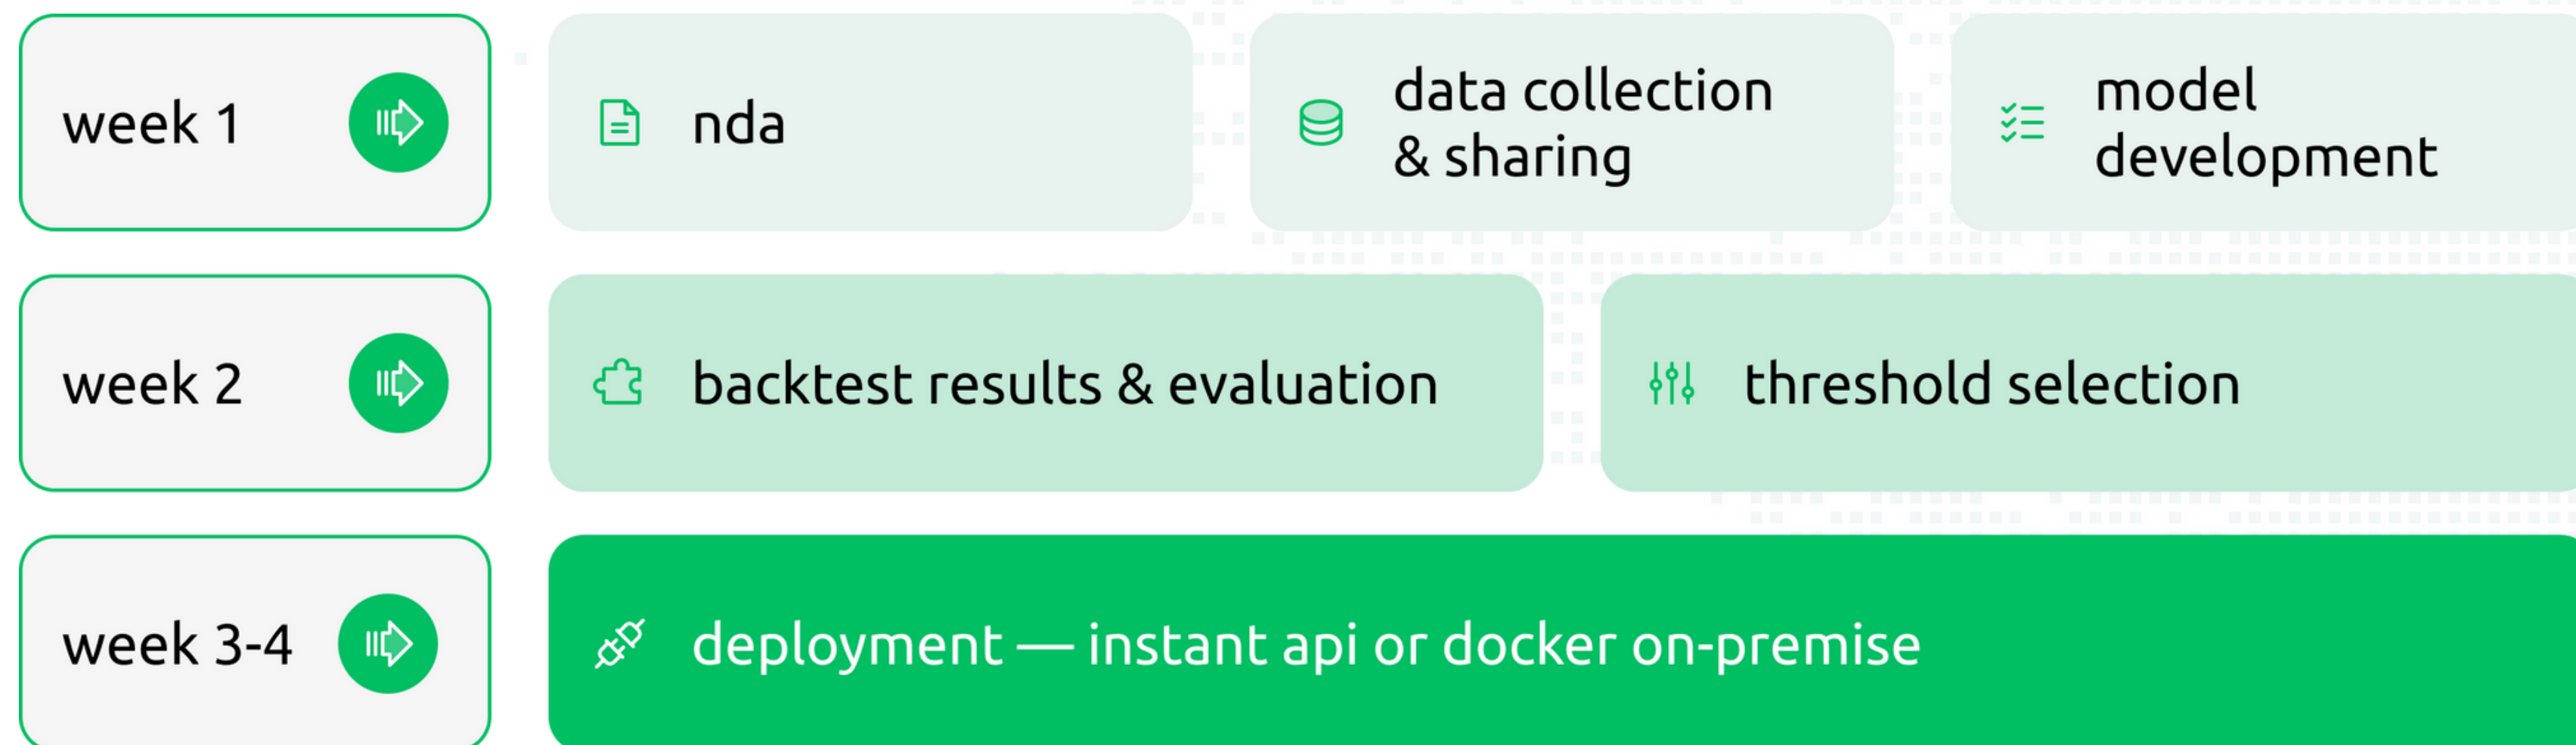 week 1
nda
data collection
& sharing
model
development
week 2
backtest results & evaluation
threshold selection
week 3-4
deployment — instant api or docker on-premise